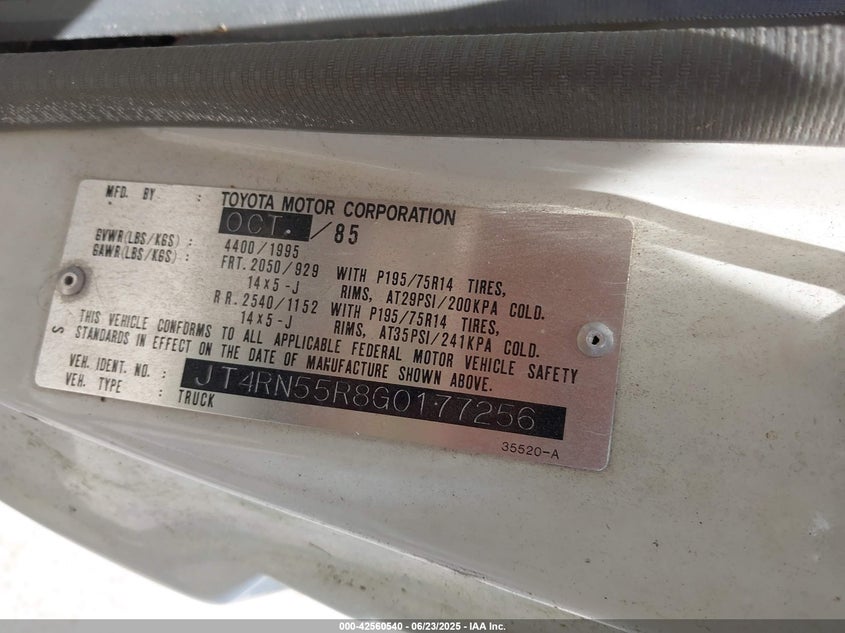 MFD. BY : TOYOTA MOTOR CORPORATION
OCT. /85
GVWR(LBS/KGS) : 4400/1995
GAWR(LBS/KGS) : FRT. 2050/929 WITH P195/75R14 TIRES,
14x5-J RIMS, AT29PSI/200KPA COLD.
RR. 2540/1152 WITH P195/75R14 TIRES,
14x5-J RIMS, AT35PSI/241KPA COLD.
THIS VEHICLE CONFORMS TO ALL APPLICABLE FEDERAL MOTOR VEHICLE SAFETY
S STANDARDS IN EFFECT ON THE DATE OF MANUFACTURE SHOWN ABOVE.
VEH. IDENT. NO. : JT4RN55R8G0177256
VEH. TYPE : TRUCK
35520-A
000-42560540 - 06/23/2025 - IAA Inc.